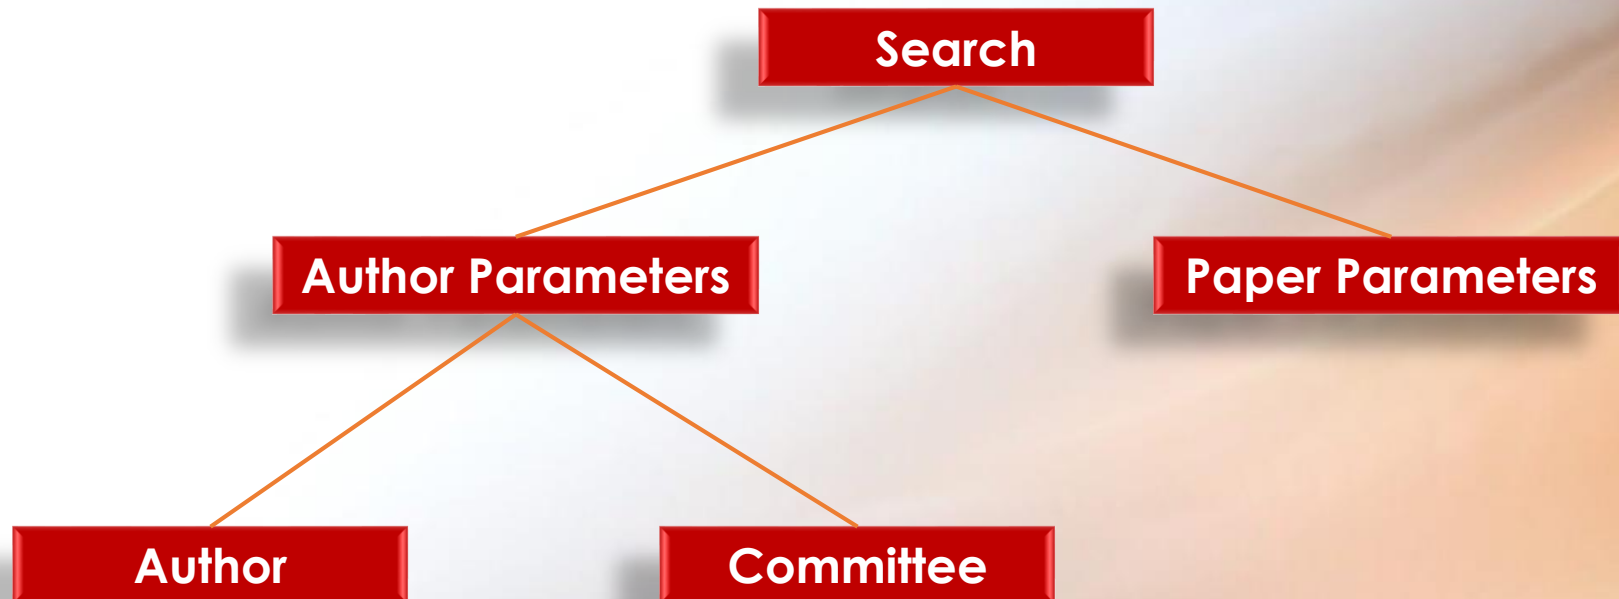 Search
Author Parameters
Paper Parameters
Author
Committee